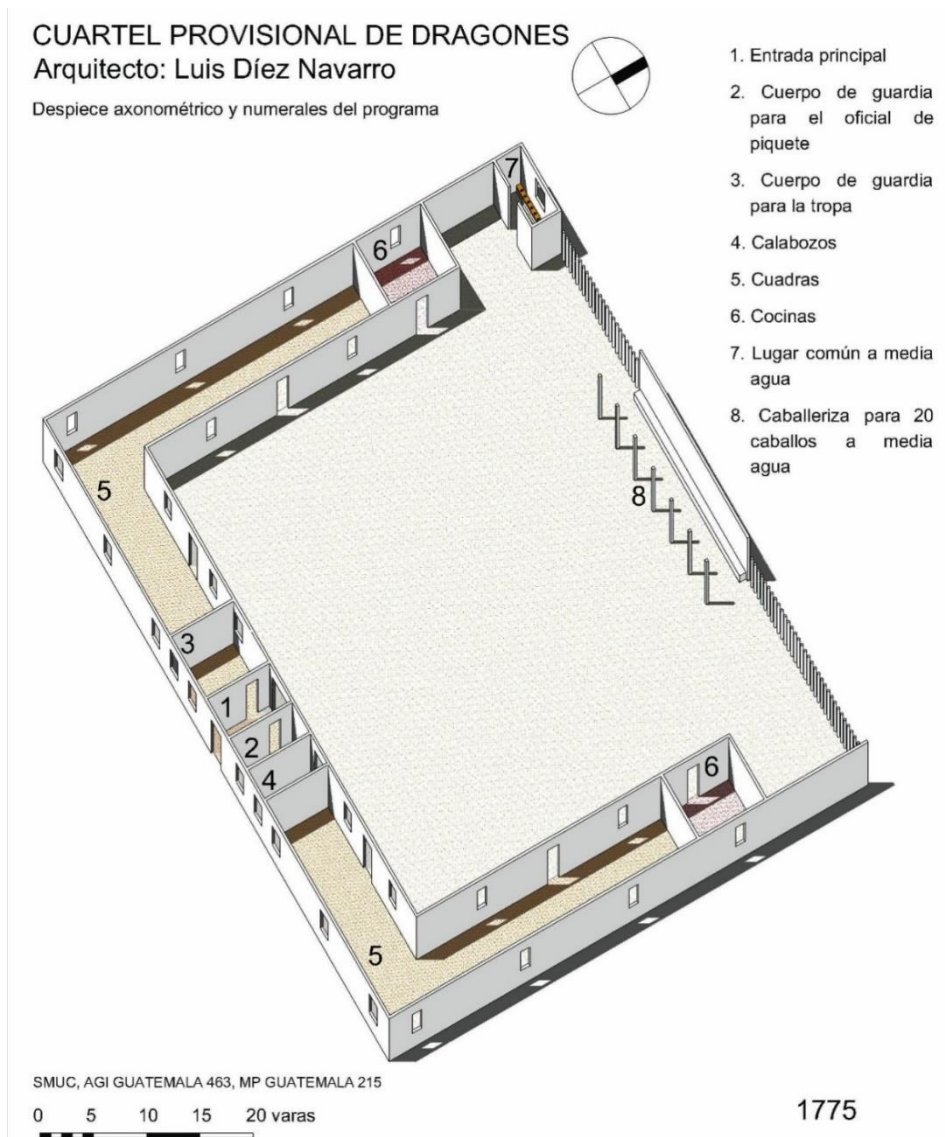 CUARTEL PROVISIONAL DE DRAGONES
Arquitecto: Luis Díez Navarro
Despiece axonométrico y numerales del programa
1. Entrada principal
2. Cuerpo de guardia
para el oficial de
piquete
3. Cuerpo de guardia
para la tropa
4. Calabozos
5. Cuadras
6. Cocinas
7. Lugar común a media
agua
8. Caballeriza para 20
caballos a media
agua
7
6
5
8
3
1
2
4
6
5
SMUC, AGI GUATEMALA 463, MP GUATEMALA 215
0 5 10 15 20 varas
1775